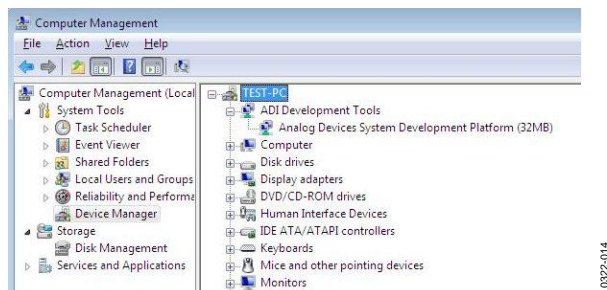 Computer Management
File Action View Help
Computer Management (Local
System Tools
Task Scheduler
Event Viewer
Shared Folders
Local Users and Groups
Reliability and Performa
Device Manager
Storage
Disk Management
Services and Applications
TEST-PC
ADI Development Tools
Analog Devices System Development Platform (32MB)
Computer
Disk drives
Display adapters
DVD/CD-ROM drives
Human Interface Devices
IDE ATA/ATAPI controllers
Keyboards
Mice and other pointing devices
Monitors
0322-014